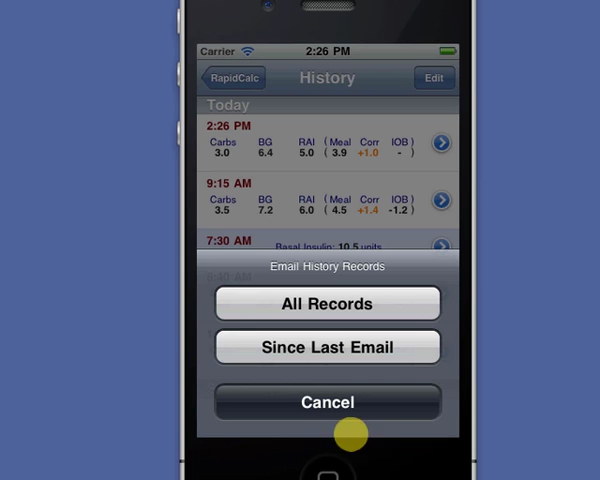 Carrier 2:26 PM
RapidCalc History Edit
Today
2:26 PM
Carbs BG RAI ( Meal Corr IOB )
3.0 6.4 5.0 ( 3.9 +1.0 - )
9:15 AM
Carbs BG RAI ( Meal Corr IOB )
3.5 7.2 6.0 ( 4.5 +1.4 -1.2 )
7:30 AM Basal Insulin: 10.5 units
6:40 AM
Email History Records
All Records
Since Last Email
Cancel